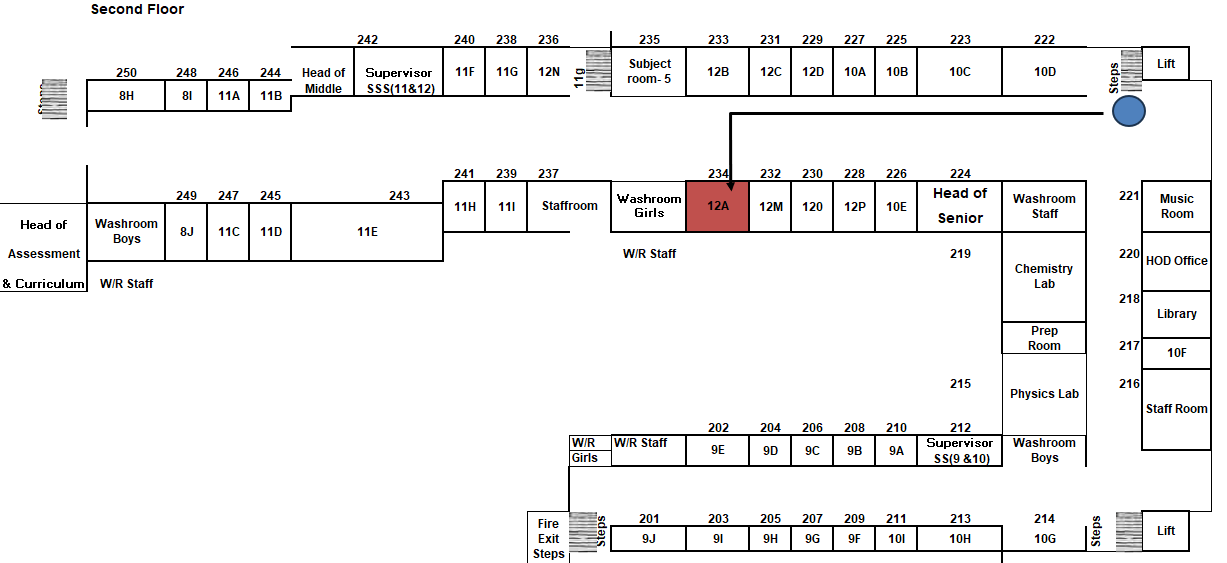 Second Floor
242 240 238 236 235 233 231 229 227 225 223 222
250 248 246 244
Head of
Middle
Supervisor
SSS(11&12)
11F 11G 12N
11g
Subject
room- 5
12B 12C 12D 10A 10B 10C 10D
Steps
Lift
Steps
8H 8I 11A 11B
241 239 237 234 232 230 228 226 224
249 247 245 243
11H 11I Staffroom
Washroom
Girls
12A 12M 120 12P 10E
Head of
Senior
Washroom
Staff
221
Music
Room
Head of
Assessment
& Curriculum
Washroom
Boys
8J 11C 11D 11E
W/R Staff
W/R Staff
219
Chemistry
Lab
220
HOD Office
218
Library
Prep
Room
217
10F
215
Physics Lab
216
Staff Room
202 204 206 208 210 212
W/R
Girls
W/R Staff
9E 9D 9C 9B 9A
Supervisor
SS(9 &10)
Washroom
Boys
201 203 205 207 209 211 213 214
Fire
Exit
Steps
Steps
9J 9I 9H 9G 9F 10I 10H 10G
Steps
Lift